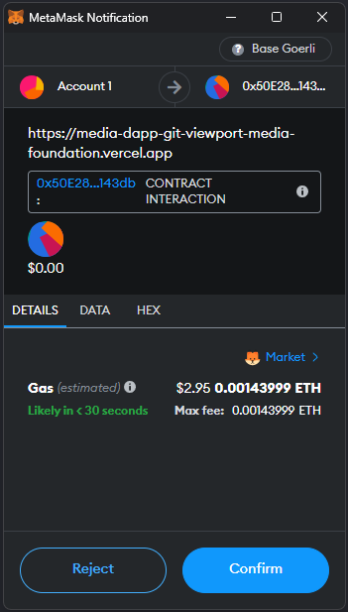 MetaMask Notification
Base Goerli
Account 1
0x50E28...143...
https://media-dapp-git-viewport-media-
foundation.vercel.app
0x50E28...143db CONTRACT
: INTERACTION
$0.00
DETAILS DATA HEX
Market >
Gas (estimated) $2.95 0.00143999 ETH
Likely in < 30 seconds Max fee: 0.00143999 ETH
Reject Confirm